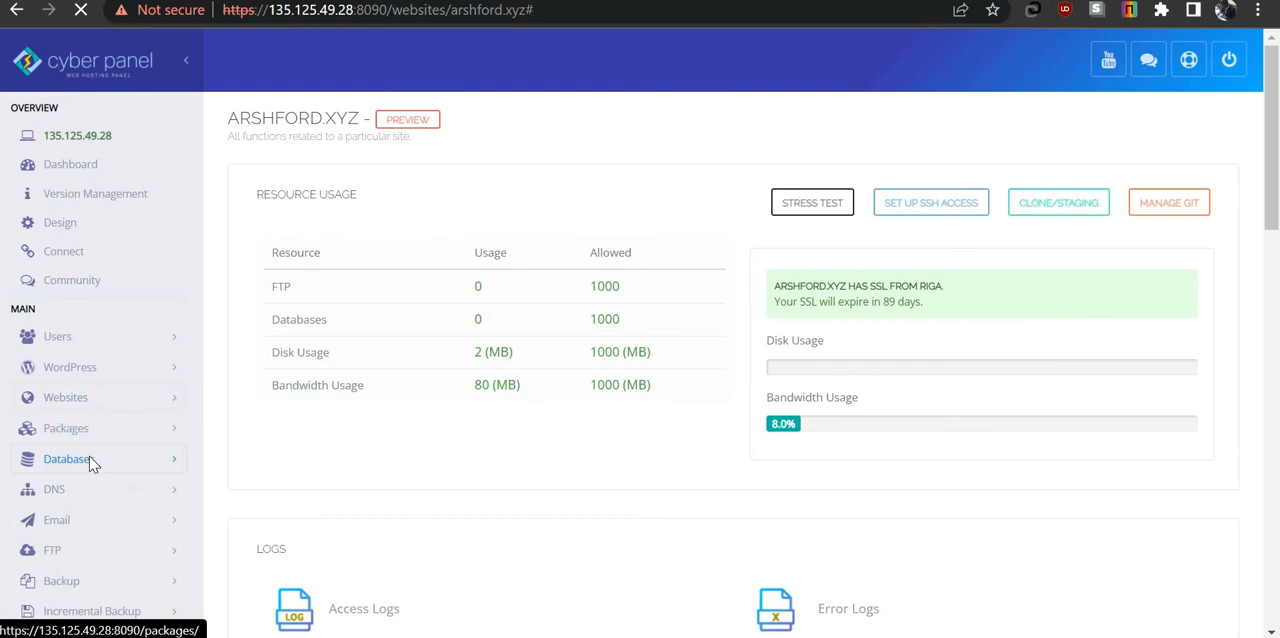 Not secure https://135.125.49.28:8090/websites/arshford.xyz#
cyber panel
WEB HOSTING PANEL
You Tube
OVERVIEW
135.125.49.28
Dashboard
Version Management
Design
Connect
Community
MAIN
Users
WordPress
Websites
Packages
Database
DNS
Email
FTP
Backup
Incremental Backup
https://135.125.49.28:8090/packages/
ARSHFORD.XYZ - PREVIEW
All functions related to a particular site.
RESOURCE USAGE
STRESS TEST SET UP SSH ACCESS CLONE/STAGING MANAGE GIT
Resource Usage Allowed
FTP 0 1000
Databases 0 1000
Disk Usage 2 (MB) 1000 (MB)
Bandwidth Usage 80 (MB) 1000 (MB)
ARSHFORD.XYZ HAS SSL FROM RIGA.
Your SSL will expire in 89 days.
Disk Usage
Bandwidth Usage
8.0%
LOGS
LOG Access Logs
X Error Logs